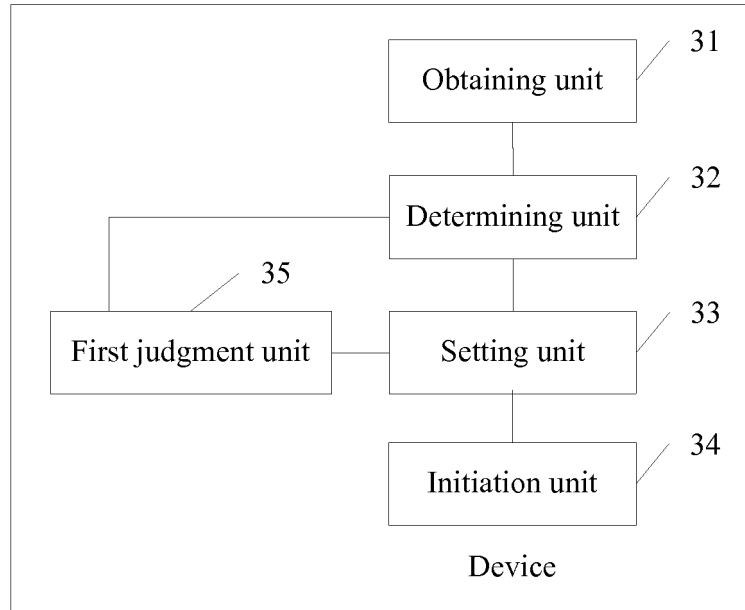 31
Obtaining unit
32
Determining unit
35
33
First judgment unit
Setting unit
34
Initiation unit
Device